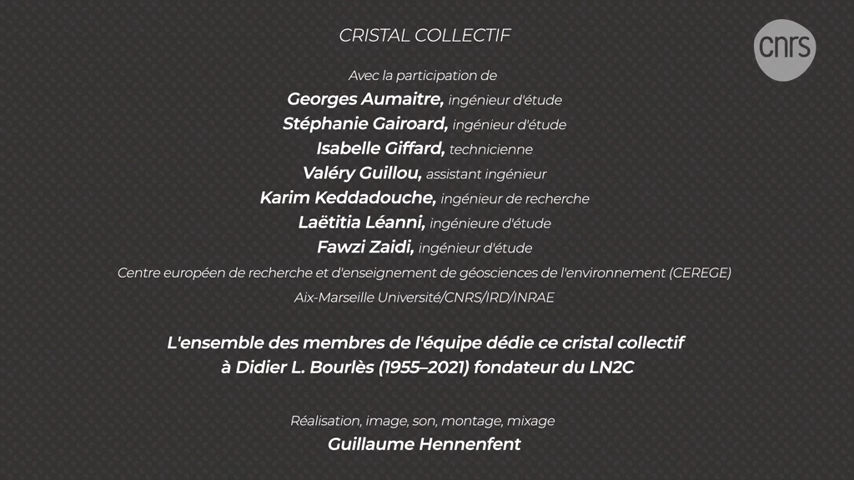 CRISTAL COLLECTIF
cnrs
Avec la participation de
Georges Aumaitre, ingénieur d'étude
Stéphanie Gairoard, ingénieur d'étude
Isabelle Giffard, technicienne
Valéry Guillou, assistant ingénieur
Karim Keddadouche, ingénieur de recherche
Laëtitia Léanni, ingénieure d'étude
Fawzi Zaidi, ingénieur d'étude
Centre européen de recherche et d'enseignement de géosciences de l'environnement (CEREGE)
Aix-Marseille Université/CNRS/IRD/INRAE
L'ensemble des membres de l'équipe dédie ce cristal collectif
à Didier L. Bourlès (1955–2021) fondateur du LN2C
Réalisation, image, son, montage, mixage
Guillaume Hennenfent